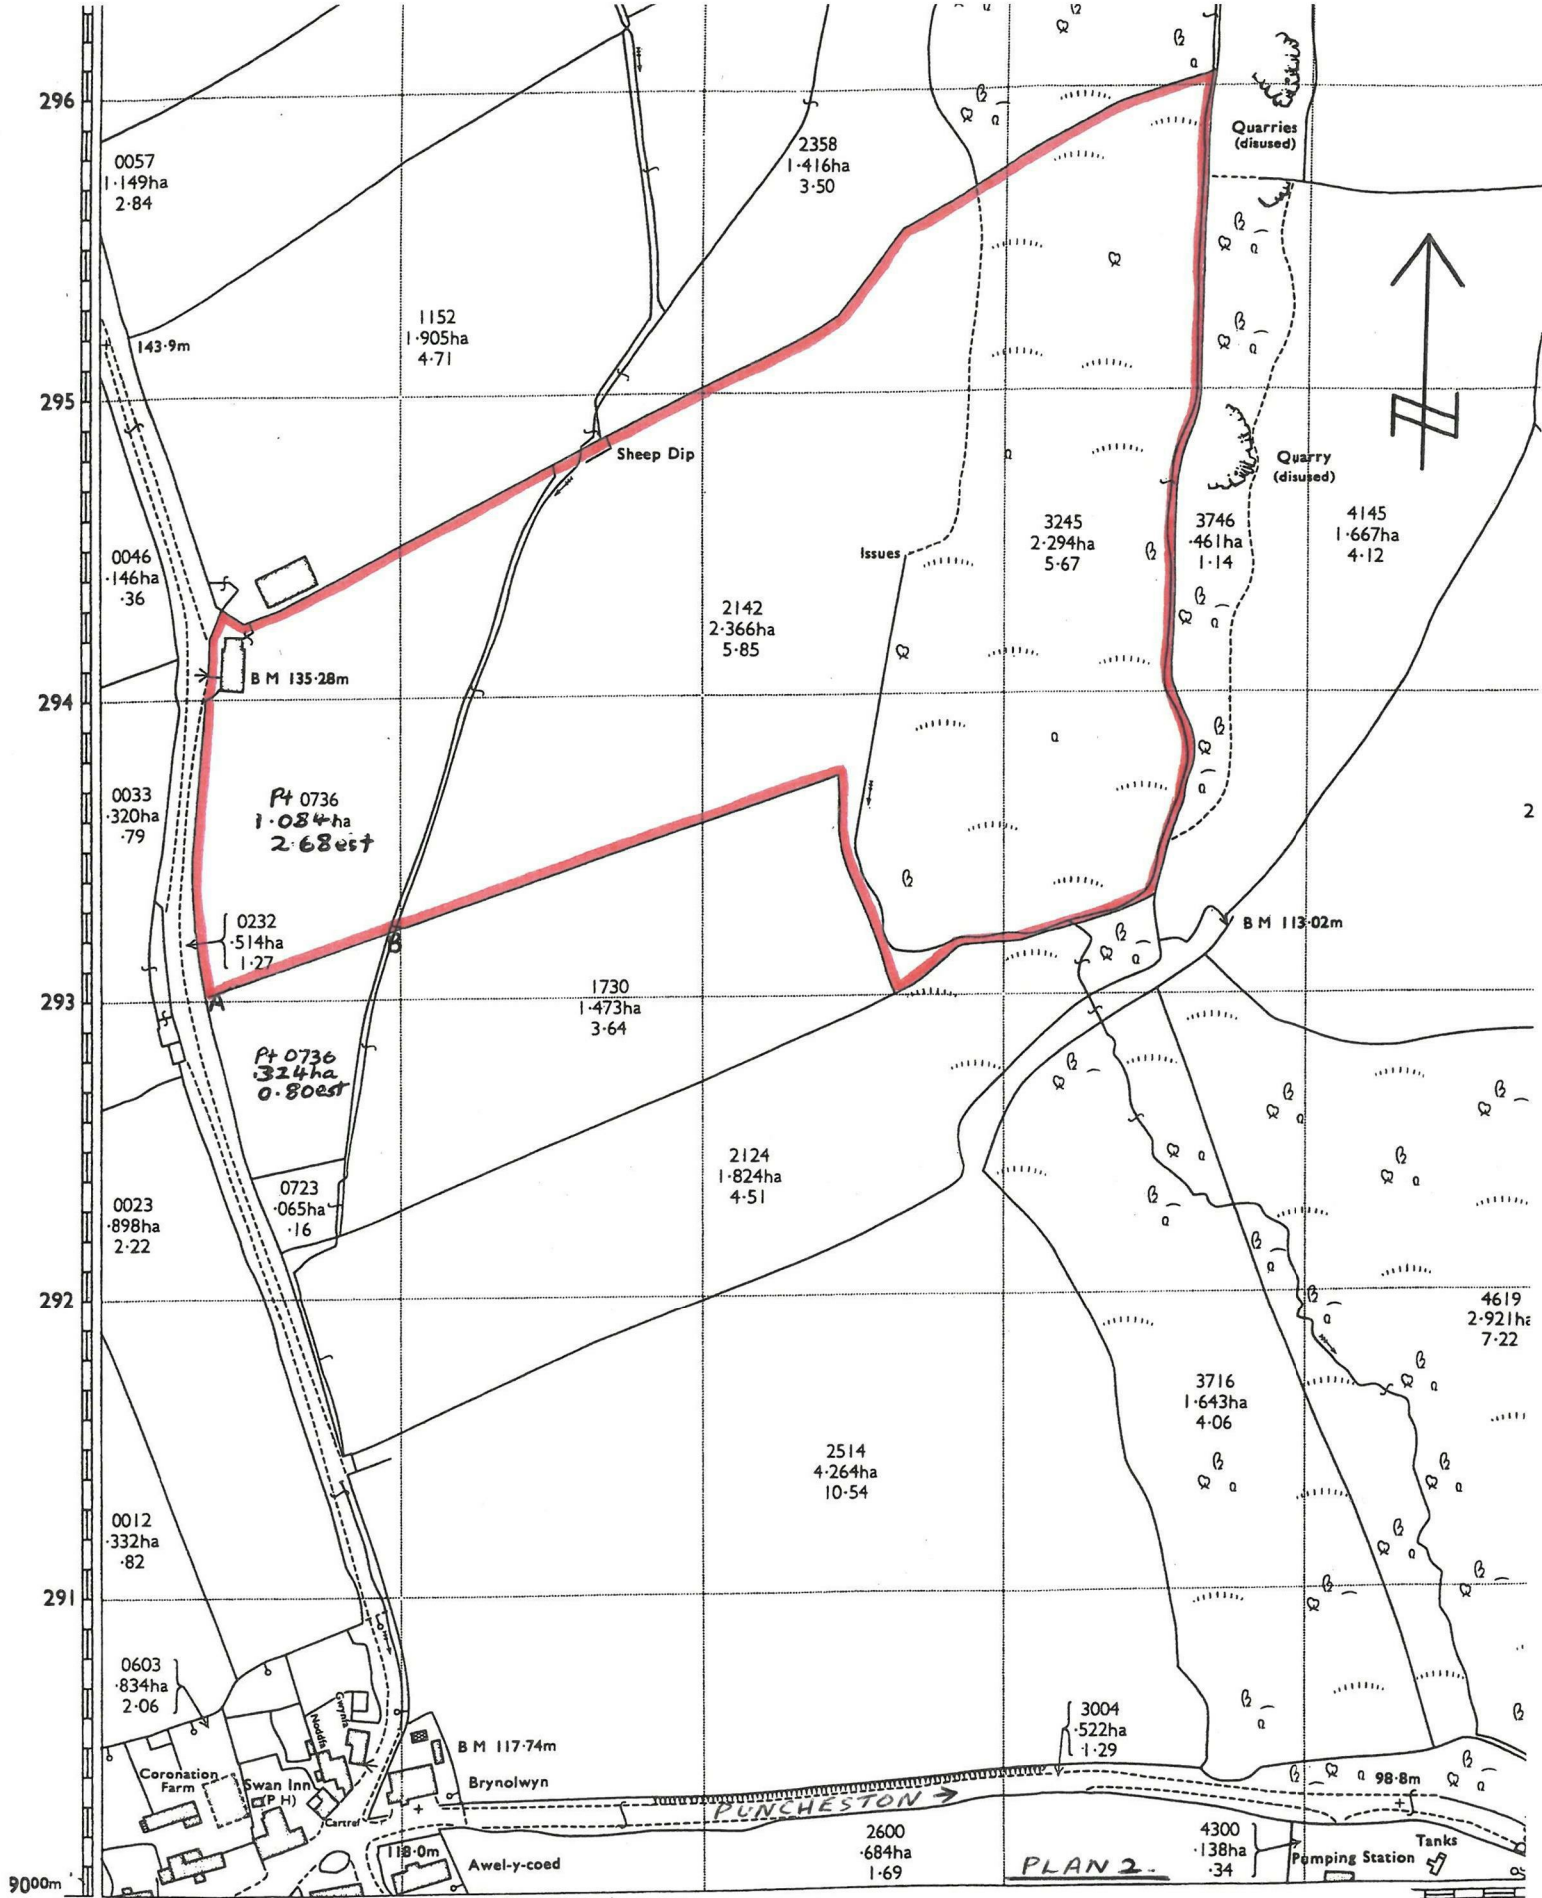 296
0057
1·149ha
2·84
2358
1·416ha
3·50
Quarries
(disused)
143·9m
1152
1·905ha
4·71
295
Sheep Dip
Quarry
(disused)
0046
·146ha
·36
Issues
3245
2·294ha
5·67
3746
·461ha
1·14
4145
1·667ha
4·12
2142
2·366ha
5·85
B M 135·28m
294
0033
·320ha
·79
Pt 0736
1·084ha
2·68est
2
0232
·514ha
1·27
B
B M 113·02m
A
293
1730
1·473ha
3·64
Pt 0736
·324ha
0·80est
2124
1·824ha
4·51
0723
·065ha
·16
0023
·898ha
2·22
292
4619
2·921ha
7·22
3716
1·643ha
4·06
2514
4·264ha
10·54
0012
·332ha
·82
291
0603
·834ha
2·06
Gwynfa
Noddfa
3004
·522ha
1·29
B M 117·74m
Coronation
Farm
Swan Inn
(P H)
Brynolwyn
98·8m
Cartref
PUNCHESTON
118·0m
Awel-y-coed
2600
·684ha
1·69
4300
·138ha
·34
Tanks
Pumping Station
PLAN 2.
9000m